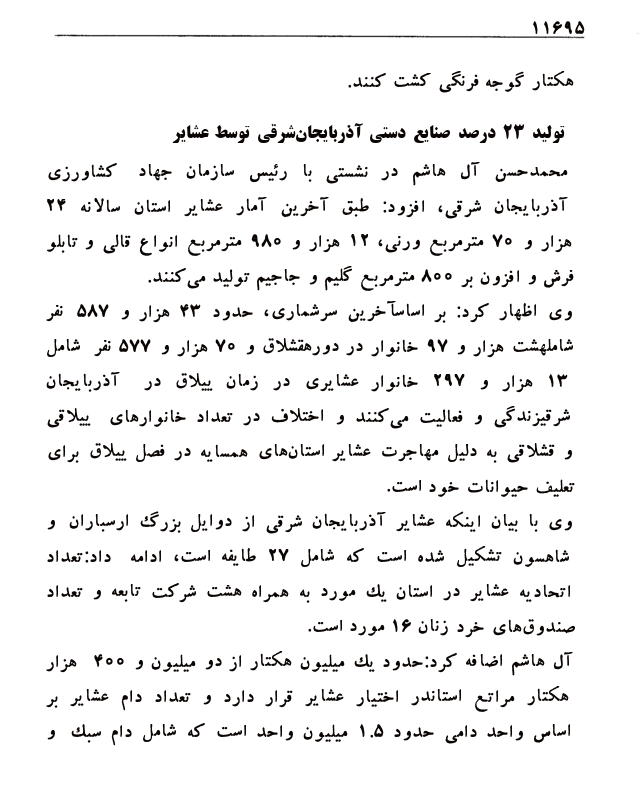 ۱۱۶۹۵
هکتار گوجه فرنگی کشت کنند.
تولید ۲۳ درصد صنایع دستی آذربایجان‌شرقی توسط عشایر
محمدحسن آل هاشم در نشستی با رئیس سازمان جهاد کشاورزی
آذربایجان شرقی، افزود: طبق آخرین آمار عشایر استان سالانه ۲۴
هزار و ۷۰ مترمربع ورنی، ۱۲ هزار و ۹۸۰ مترمربع انواع قالی و تابلو
فرش و افزون بر ۸۰۰ مترمربع گلیم و جاجیم تولید می‌کنند.
وی اظهار کرد: بر اساسآخرین سرشماری، حدود ۴۳ هزار و ۵۸۷ نفر
شاملهشت هزار و ۹۷ خانوار در دورهقشلاق و ۷۰ هزار و ۵۷۷ نفر شامل
۱۳ هزار و ۲۹۷ خانوار عشایری در زمان ییلاق در آذربایجان
شرقیزندگی و فعالیت می‌کنند و اختلاف در تعداد خانوارهای ییلاقی
و قشلاقی به دلیل مهاجرت عشایر استان‌های همسایه در فصل ییلاق برای
تعلیف حیوانات خود است.
وی با بیان اینکه عشایر آذربایجان شرقی از دوایل بزرگ ارسباران و
شاهسون تشکیل شده است که شامل ۲۷ طایفه است، ادامه داد:تعداد
اتحادیه عشایر در استان یك مورد به همراه هشت شرکت تابعه و تعداد
صندوق‌های خرد زنان ۱۶ مورد است.
آل هاشم اضافه کرد:حدود یك میلیون هکتار از دو میلیون و ۴۰۰ هزار
هکتار مراتع استاندر اختیار عشایر قرار دارد و تعداد دام عشایر بر
اساس واحد دامی حدود ۱.۵ میلیون واحد است که شامل دام سبك و